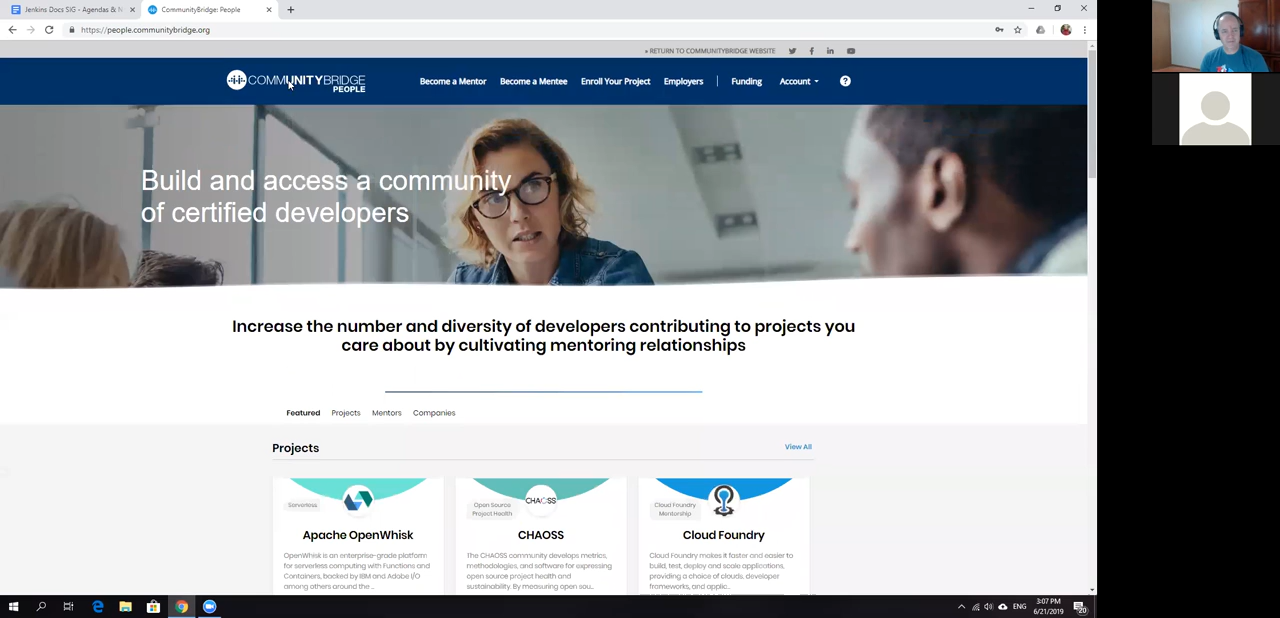 Jenkins Docs SIG - Agendas & N
CommunityBridge: People
https://people.communitybridge.org
RETURN TO COMMUNITYBRIDGE WEBSITE
COMMUNITYBRIDGE
PEOPLE
Become a Mentor
Become a Mentee
Enroll Your Project
Employers
Funding
Account
?
Build and access a community
of certified developers
Increase the number and diversity of developers contributing to projects you
care about by cultivating mentoring relationships
Featured
Projects
Mentors
Companies
Projects
View All
Serverless
Apache OpenWhisk
OpenWhisk is an enterprise-grade platform
for serverless computing with Functions and
Containers, backed by IBM and Adobe I/O
among others around the ...
Open Source
Project Health
CHAOSS
CHAOSS
The CHAOSS community develops metrics,
methodologies, and software for expressing
open source project health and
sustainability. By measuring open sou...
Cloud Foundry
Mentorship
Cloud Foundry
Cloud Foundry makes it faster and easier to
build, test, deploy and scale applications,
providing a choice of clouds, developer
frameworks, and applic...
ENG
3:07 PM
6/21/2019
20